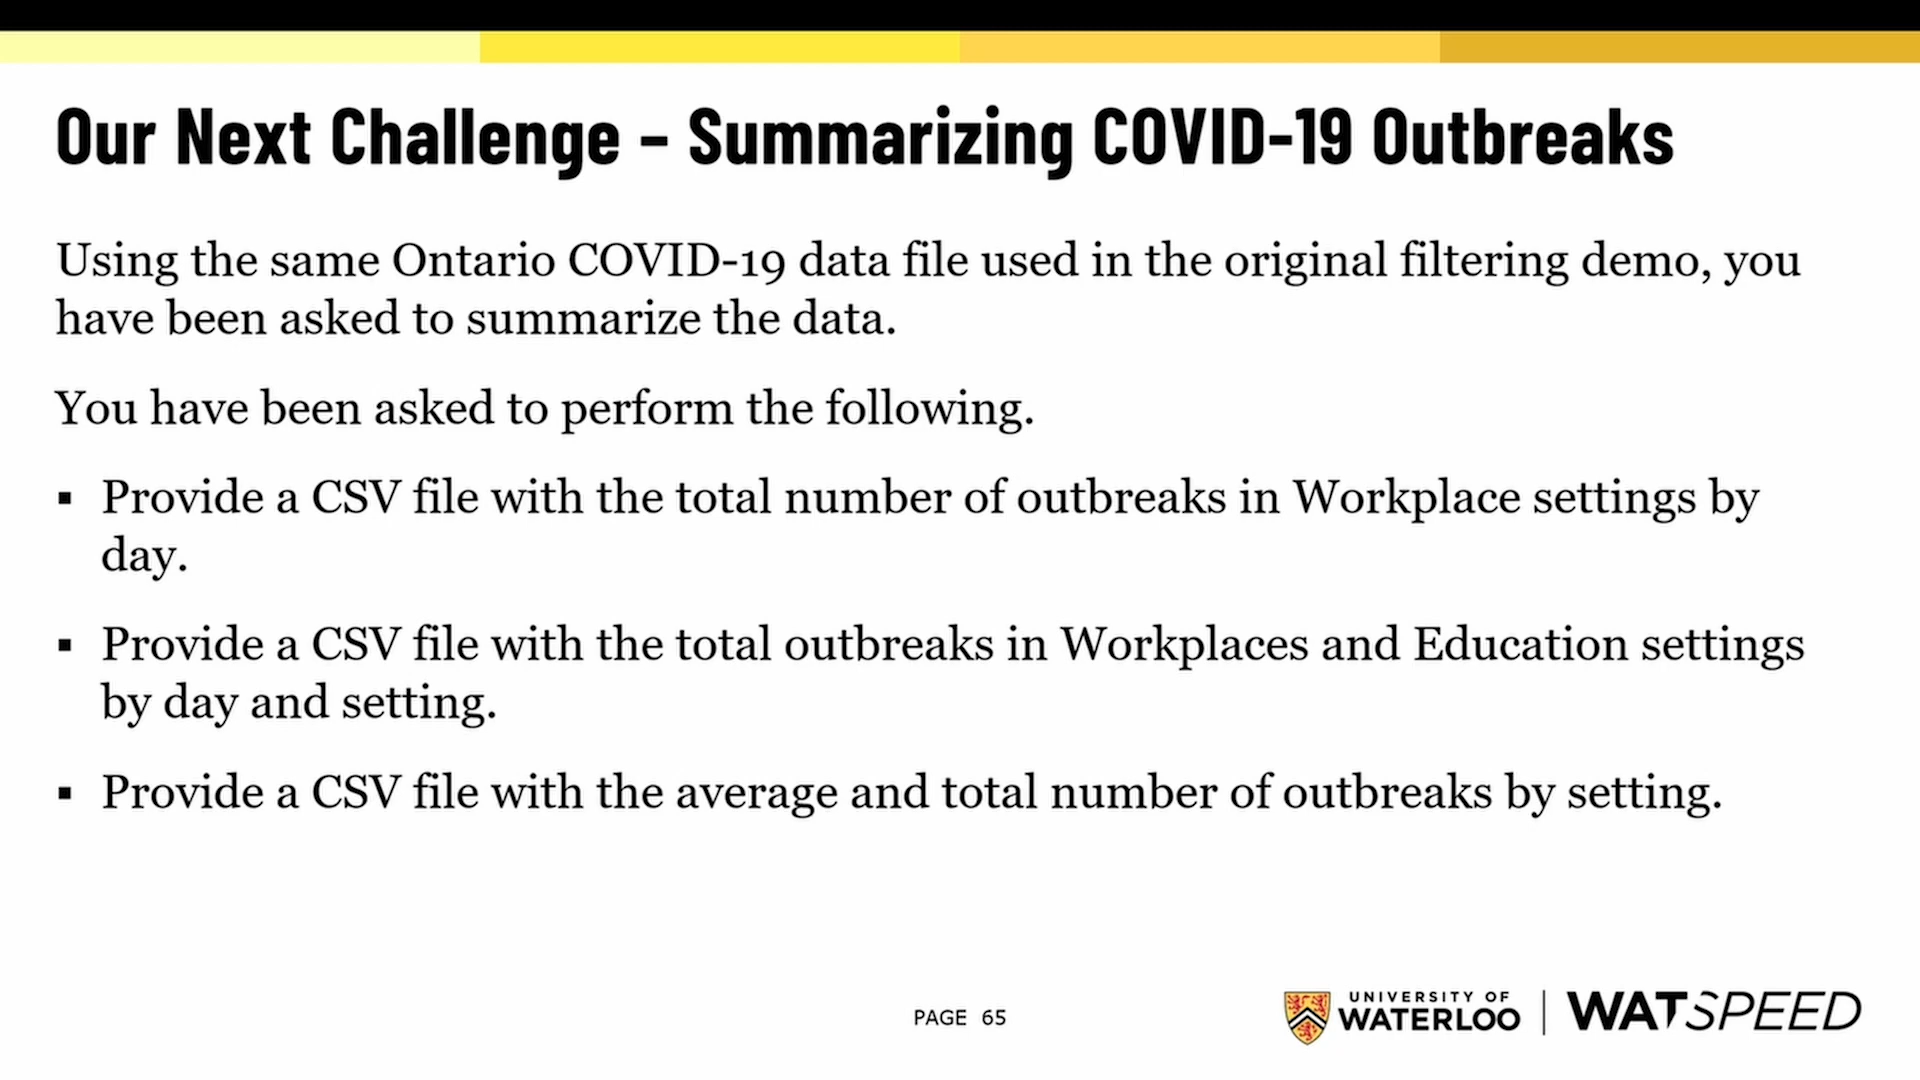 Our Next Challenge – Summarizing COVID-19 Outbreaks
Using the same Ontario COVID-19 data file used in the original filtering demo, you
have been asked to summarize the data.
You have been asked to perform the following.
▪ Provide a CSV file with the total number of outbreaks in Workplace settings by
day.
▪ Provide a CSV file with the total outbreaks in Workplaces and Education settings
by day and setting.
▪ Provide a CSV file with the average and total number of outbreaks by setting.
PAGE 65
UNIVERSITY OF
WATERLOO
WATSPEED